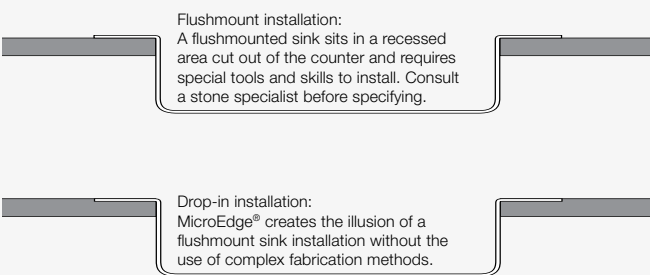 Flushmount installation:
A flushmounted sink sits in a recessed
area cut out of the counter and requires
special tools and skills to install. Consult
a stone specialist before specifying.
Drop-in installation:
MicroEdge® creates the illusion of a
flushmount sink installation without the
use of complex fabrication methods.